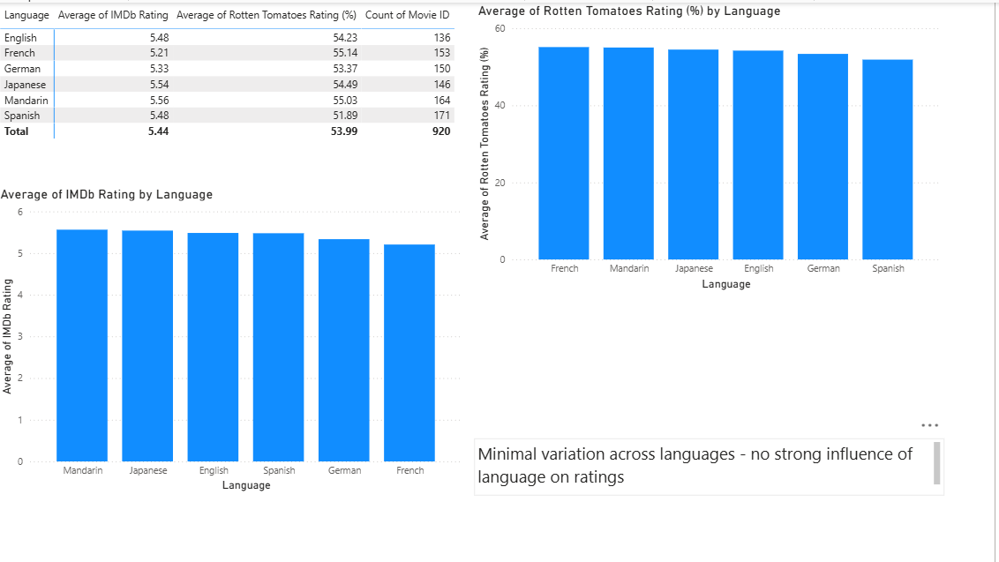 Language Average of IMDb Rating Average of Rotten Tomatoes Rating (%) Count of Movie ID
English 5.48 54.23 136
French 5.21 55.14 153
German 5.33 53.37 150
Japanese 5.54 54.49 146
Mandarin 5.56 55.03 164
Spanish 5.48 51.89 171
Total 5.44 53.99 920
Average of Rotten Tomatoes Rating (%) by Language
Average of Rotten Tomatoes Rating (%)
60
40
20
0
French Mandarin Japanese English German Spanish
Language
Average of IMDb Rating by Language
Average of IMDb Rating
6
5
4
3
2
1
0
Mandarin Japanese English Spanish German French
Language
Minimal variation across languages - no strong influence of
language on ratings